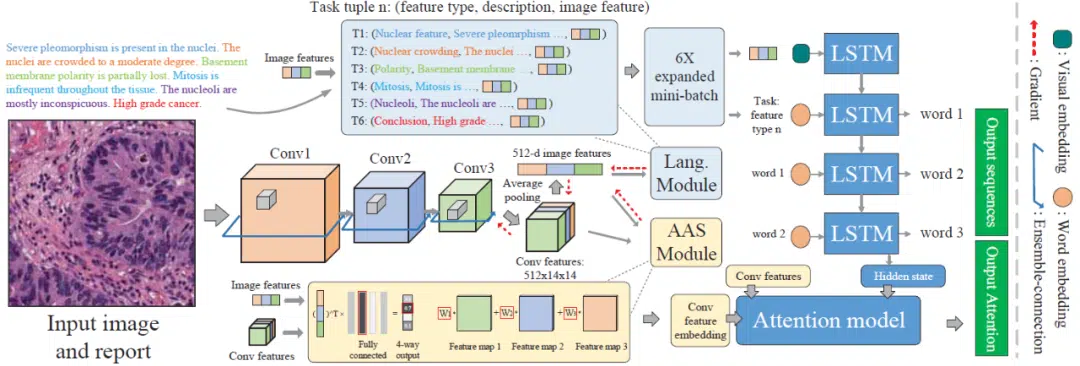 Task tuple n: (feature type, description, image feature)
Severe pleomorphism is present in the nuclei. The
nuclei are crowded to a moderate degree. Basement
membrane polarity is partially lost. Mitosis is
infrequent throughout the tissue. The nucleoli are
mostly inconspicuous. High grade cancer.
Image features
T1: (Nuclear feature, Severe pleomrphism ..., )
T2: (Nuclear crowding, The nuclei ..., )
T3: (Polarity, Basement membrane ..., )
T4: (Mitosis, Mitosis is ..., )
T5: (Nucleoli, The nucleoli are ..., )
T6: (Conclusion, High grade ..., )
6X
expanded
mini-batch
LSTM
Task:
feature
type n
LSTM
word 1
word 1
LSTM
word 2
word 2
LSTM
word 3
Output sequences
Output Attention
: Gradient
: Ensemble-connection
: Visual embedding
: Word embedding
Conv1
Conv2
Conv3
512-d image features
Average
pooling
Conv features:
512x14x14
Lang.
Module
AAS
Module
Input image
and report
Image features
Conv features
( )^T*
Fully
connected
4-way
output
W1*
+W2*
+W3*
Feature map 1
Feature map 2
Feature map 3
Conv
feature
embedding
Conv features
Hidden state
Attention model